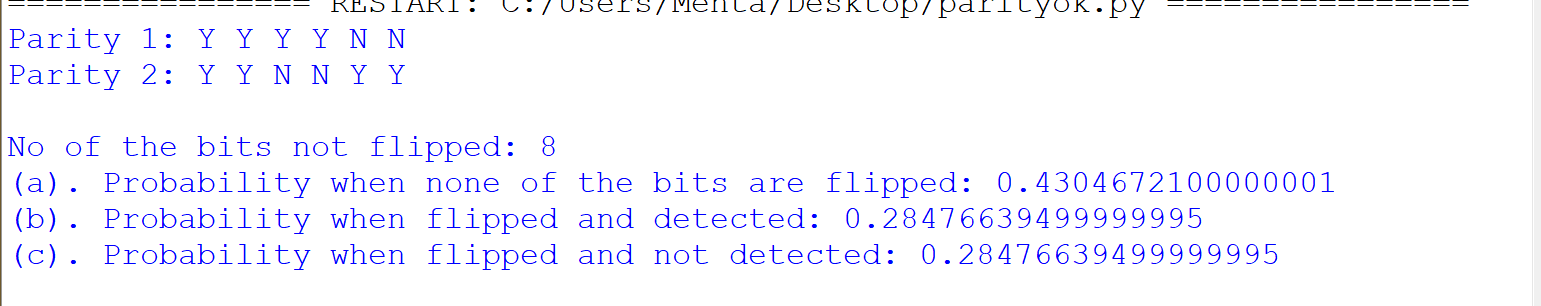 ================ RESTART: C:/Users/Menta/Desktop/parityok.py ================
Parity 1: Y Y Y Y N N
Parity 2: Y Y N N Y Y
No of the bits not flipped: 8
(a). Probability when none of the bits are flipped: 0.4304672100000001
(b). Probability when flipped and detected: 0.28476639499999995
(c). Probability when flipped and not detected: 0.28476639499999995